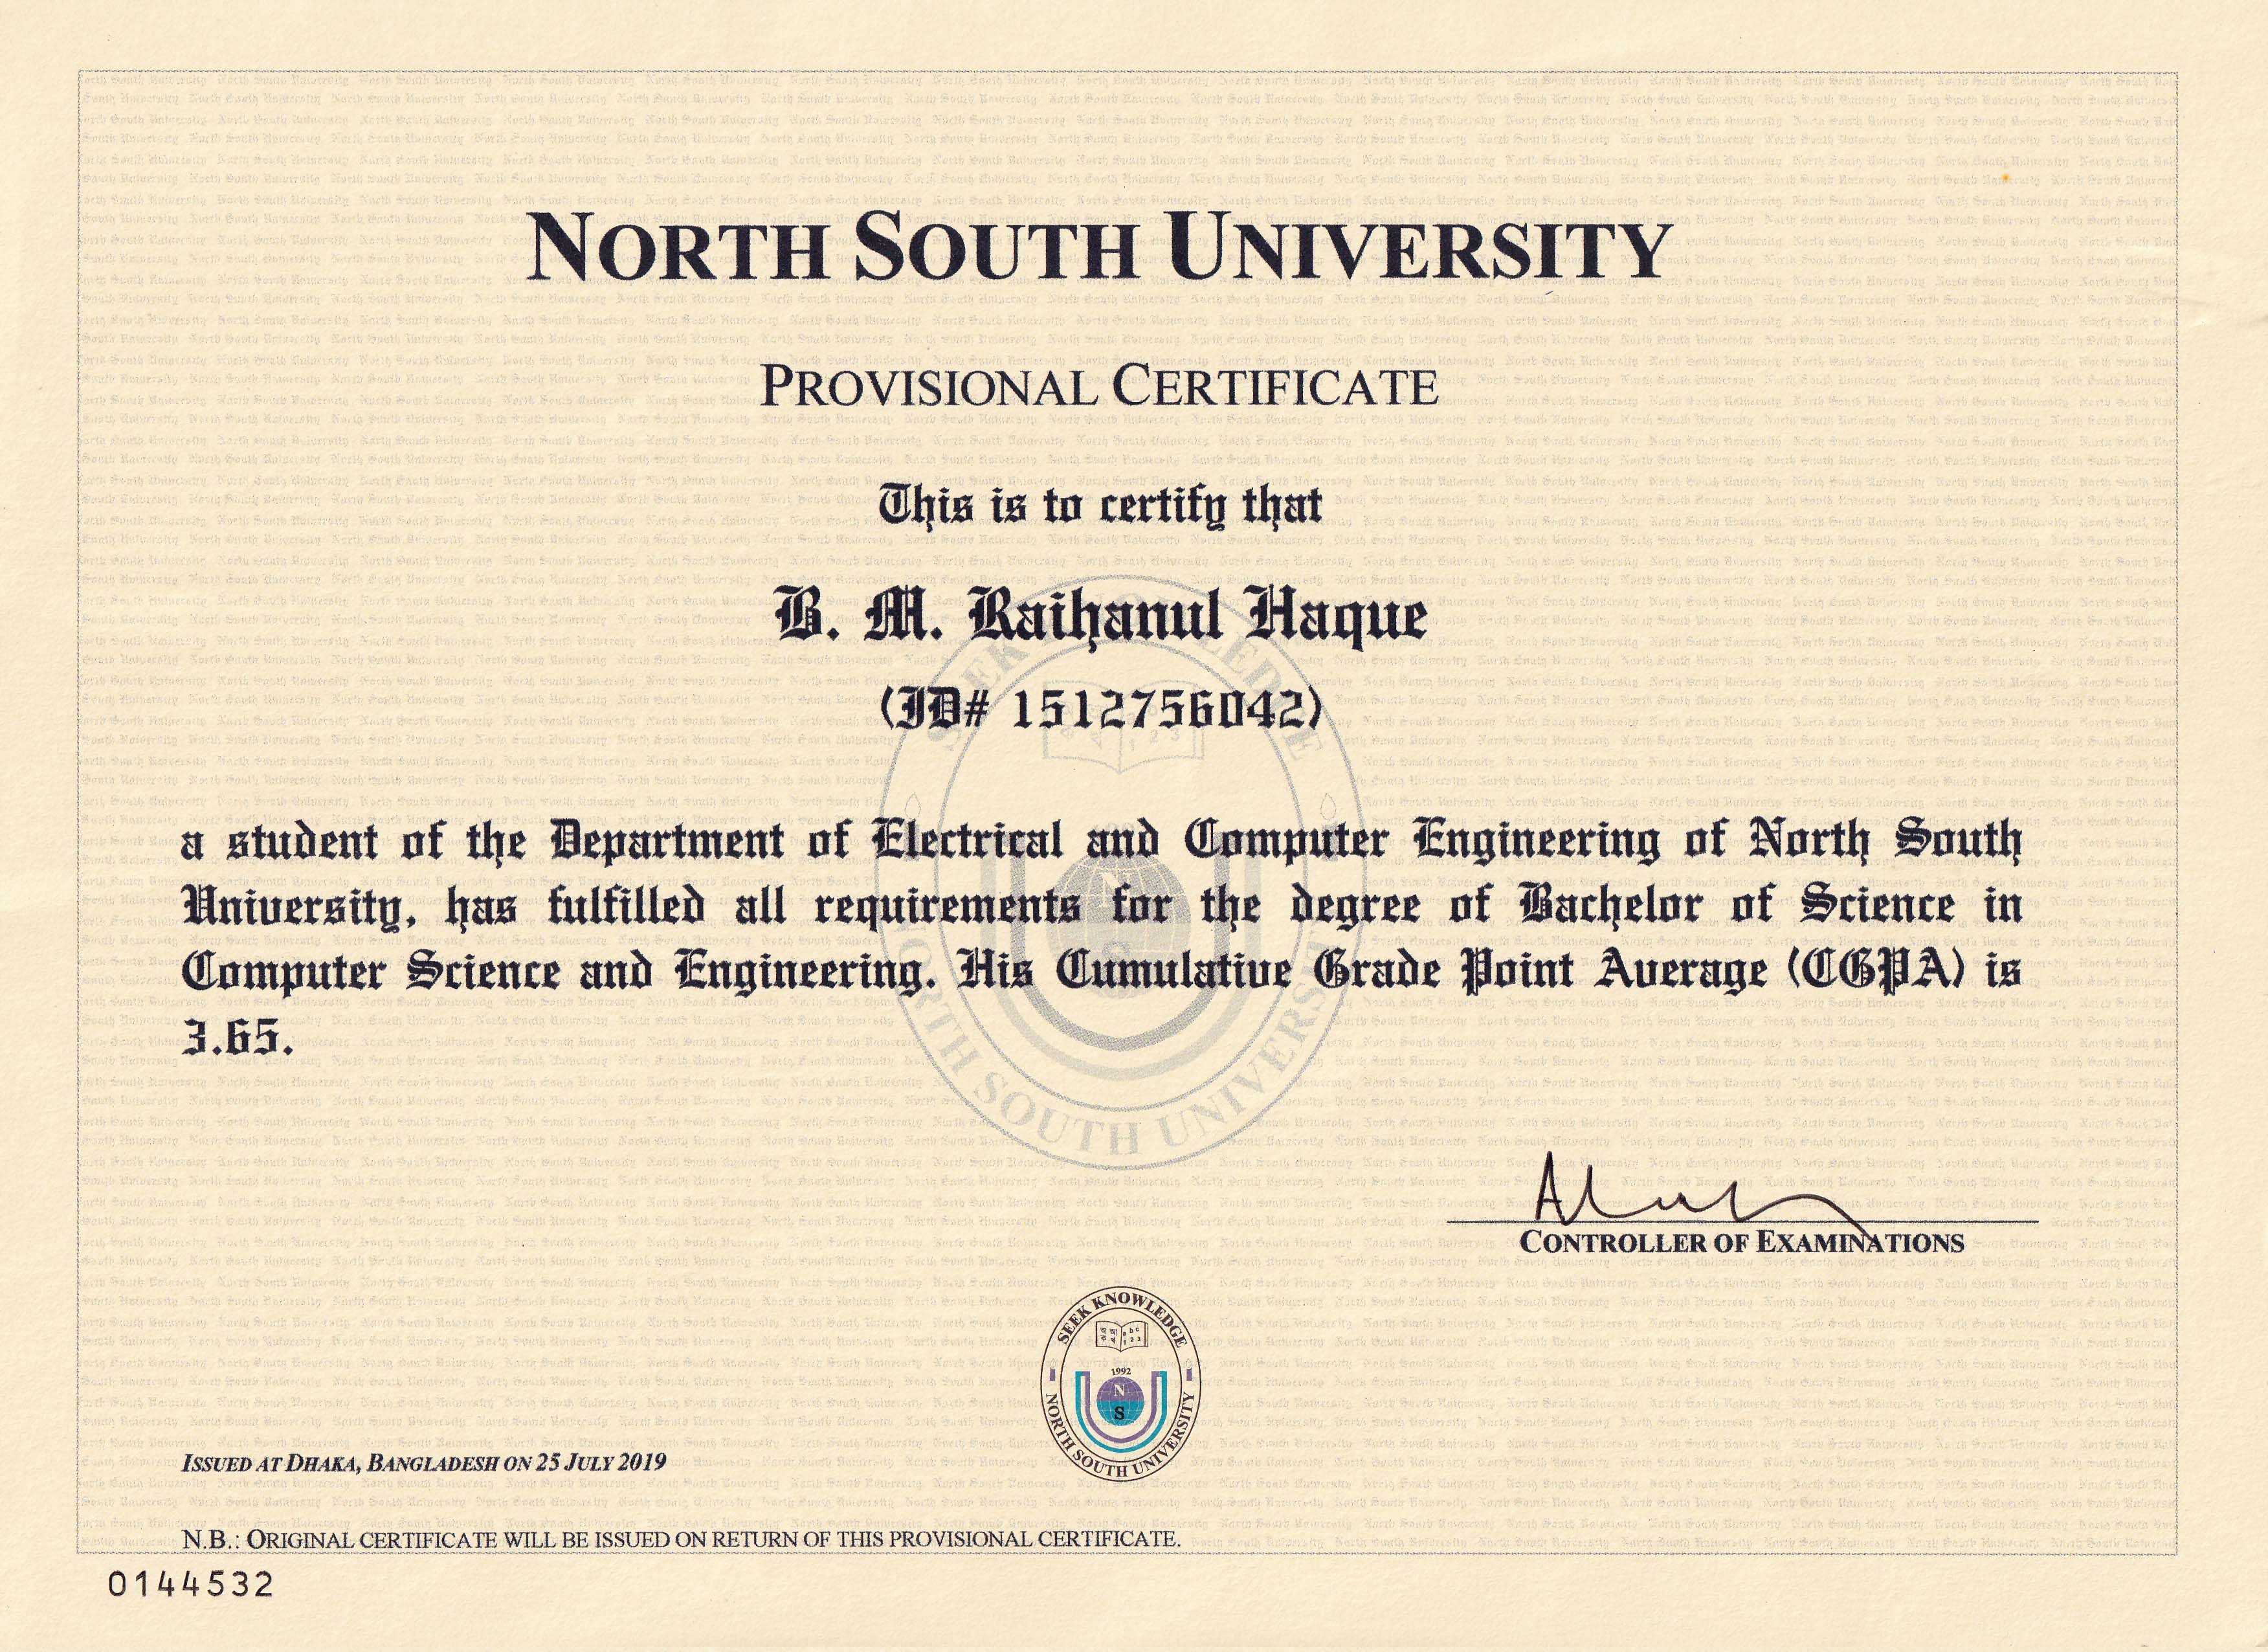 NORTH SOUTH UNIVERSITY
PROVISIONAL CERTIFICATE
This is to certify that
B. M. Raihanul Haque
(ID# 1512756042)
a student of the Department of Electrical and Computer Engineering of North South
University, has fulfilled all requirements for the degree of Bachelor of Science in
Computer Science and Engineering. His Cumulative Grade Point Average (CGPA) is
3.65.
CONTROLLER OF EXAMINATIONS
SEEK KNOWLEDGE
1992
N
S
NORTH SOUTH UNIVERSITY
ISSUED AT DHAKA, BANGLADESH ON 25 JULY 2019
N.B.: ORIGINAL CERTIFICATE WILL BE ISSUED ON RETURN OF THIS PROVISIONAL CERTIFICATE.
0144532